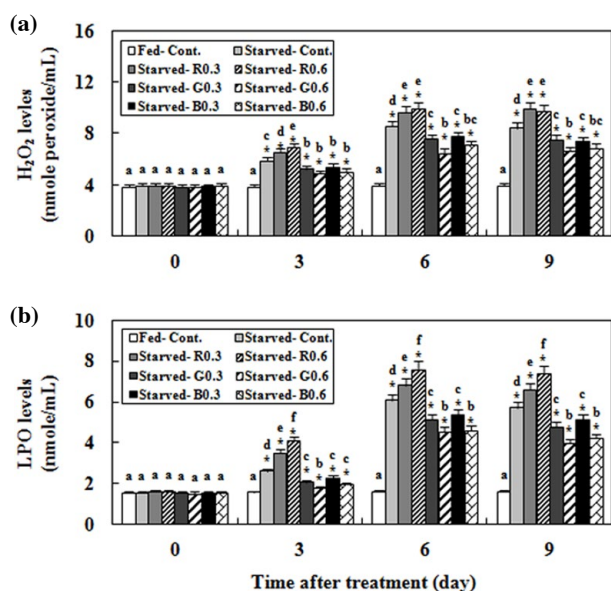 (a)
H₂O₂ levles
(nmole peroxide/mL)
16
12
8
4
0
Fed- Cont. Starved- Cont.
Starved- R0.3 Starved- R0.6
Starved- G0.3 Starved- G0.6
Starved- B0.3 Starved- B0.6
a a a a a a a a
a c d e b b b b
* * * * * * *
a d e e c b c b
* * * * * * *
a d e e c b c bc
* * * * * * *
0 3 6 9
(b)
LPO levels
(nmole/mL)
10
8
6
4
2
0
Fed- Cont. Starved- Cont.
Starved- R0.3 Starved- R0.6
Starved- G0.3 Starved- G0.6
Starved- B0.3 Starved- B0.6
a a a a a a a a
a d e f c b c c
* * * * * * *
a d e f c b c b
* * * * * * *
a d e f c b c b
* * * * * * *
0 3 6 9
Time after treatment (day)